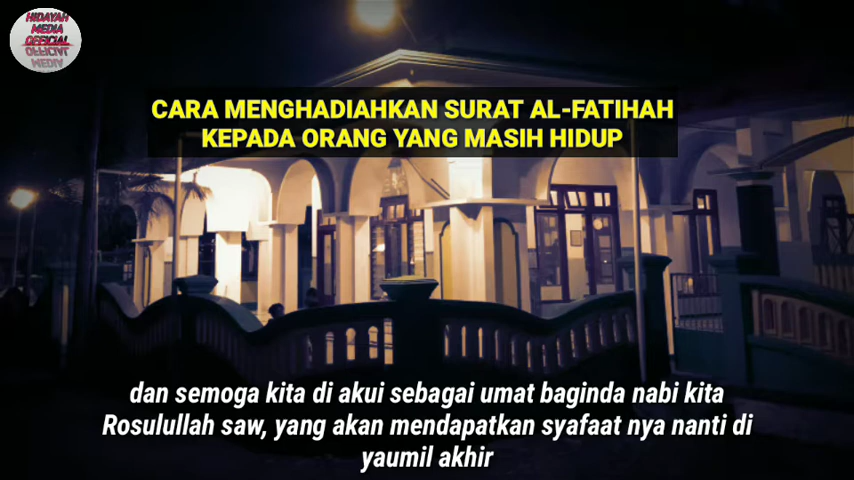 HIDAYAH
MEDIA
OFFICIAL
CARA MENGHADIAHKAN SURAT AL-FATIHAH
KEPADA ORANG YANG MASIH HIDUP
dan semoga kita di akui sebagai umat baginda nabi kita
Rosulullah saw, yang akan mendapatkan syafaat nya nanti di
yaumil akhir